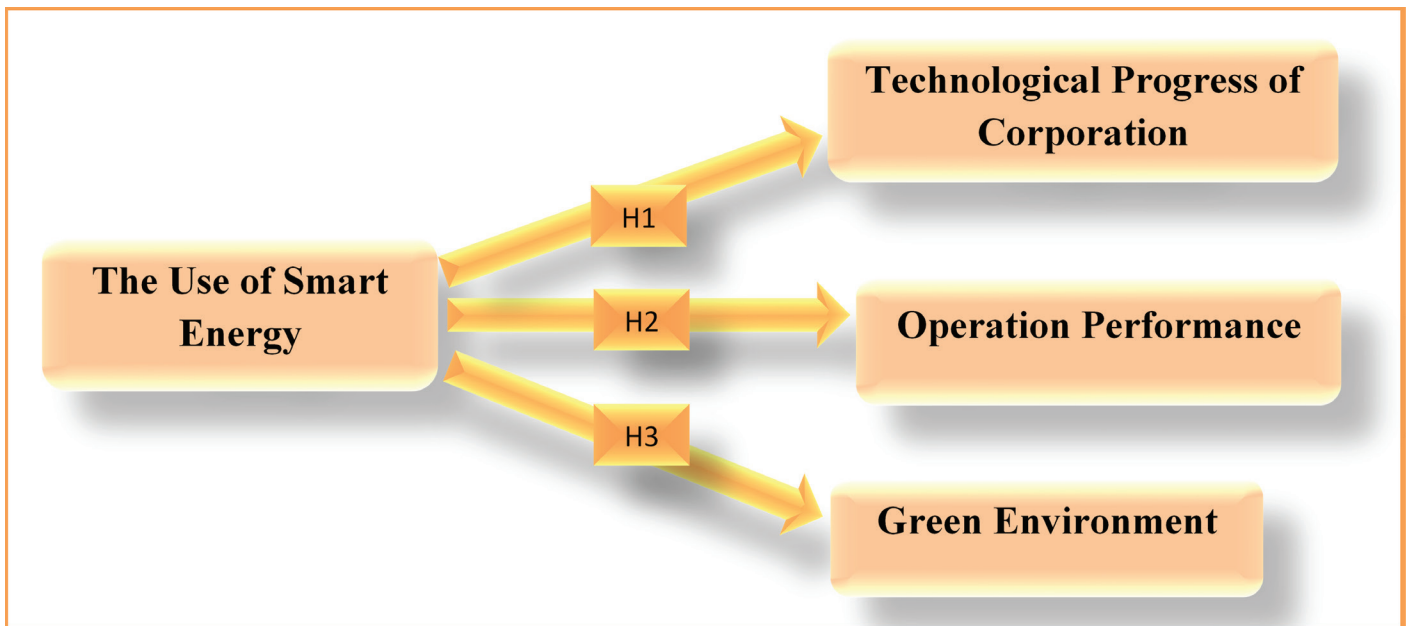 Technological Progress of
Corporation
H1
The Use of Smart
Energy
H2
Operation Performance
H3
Green Environment